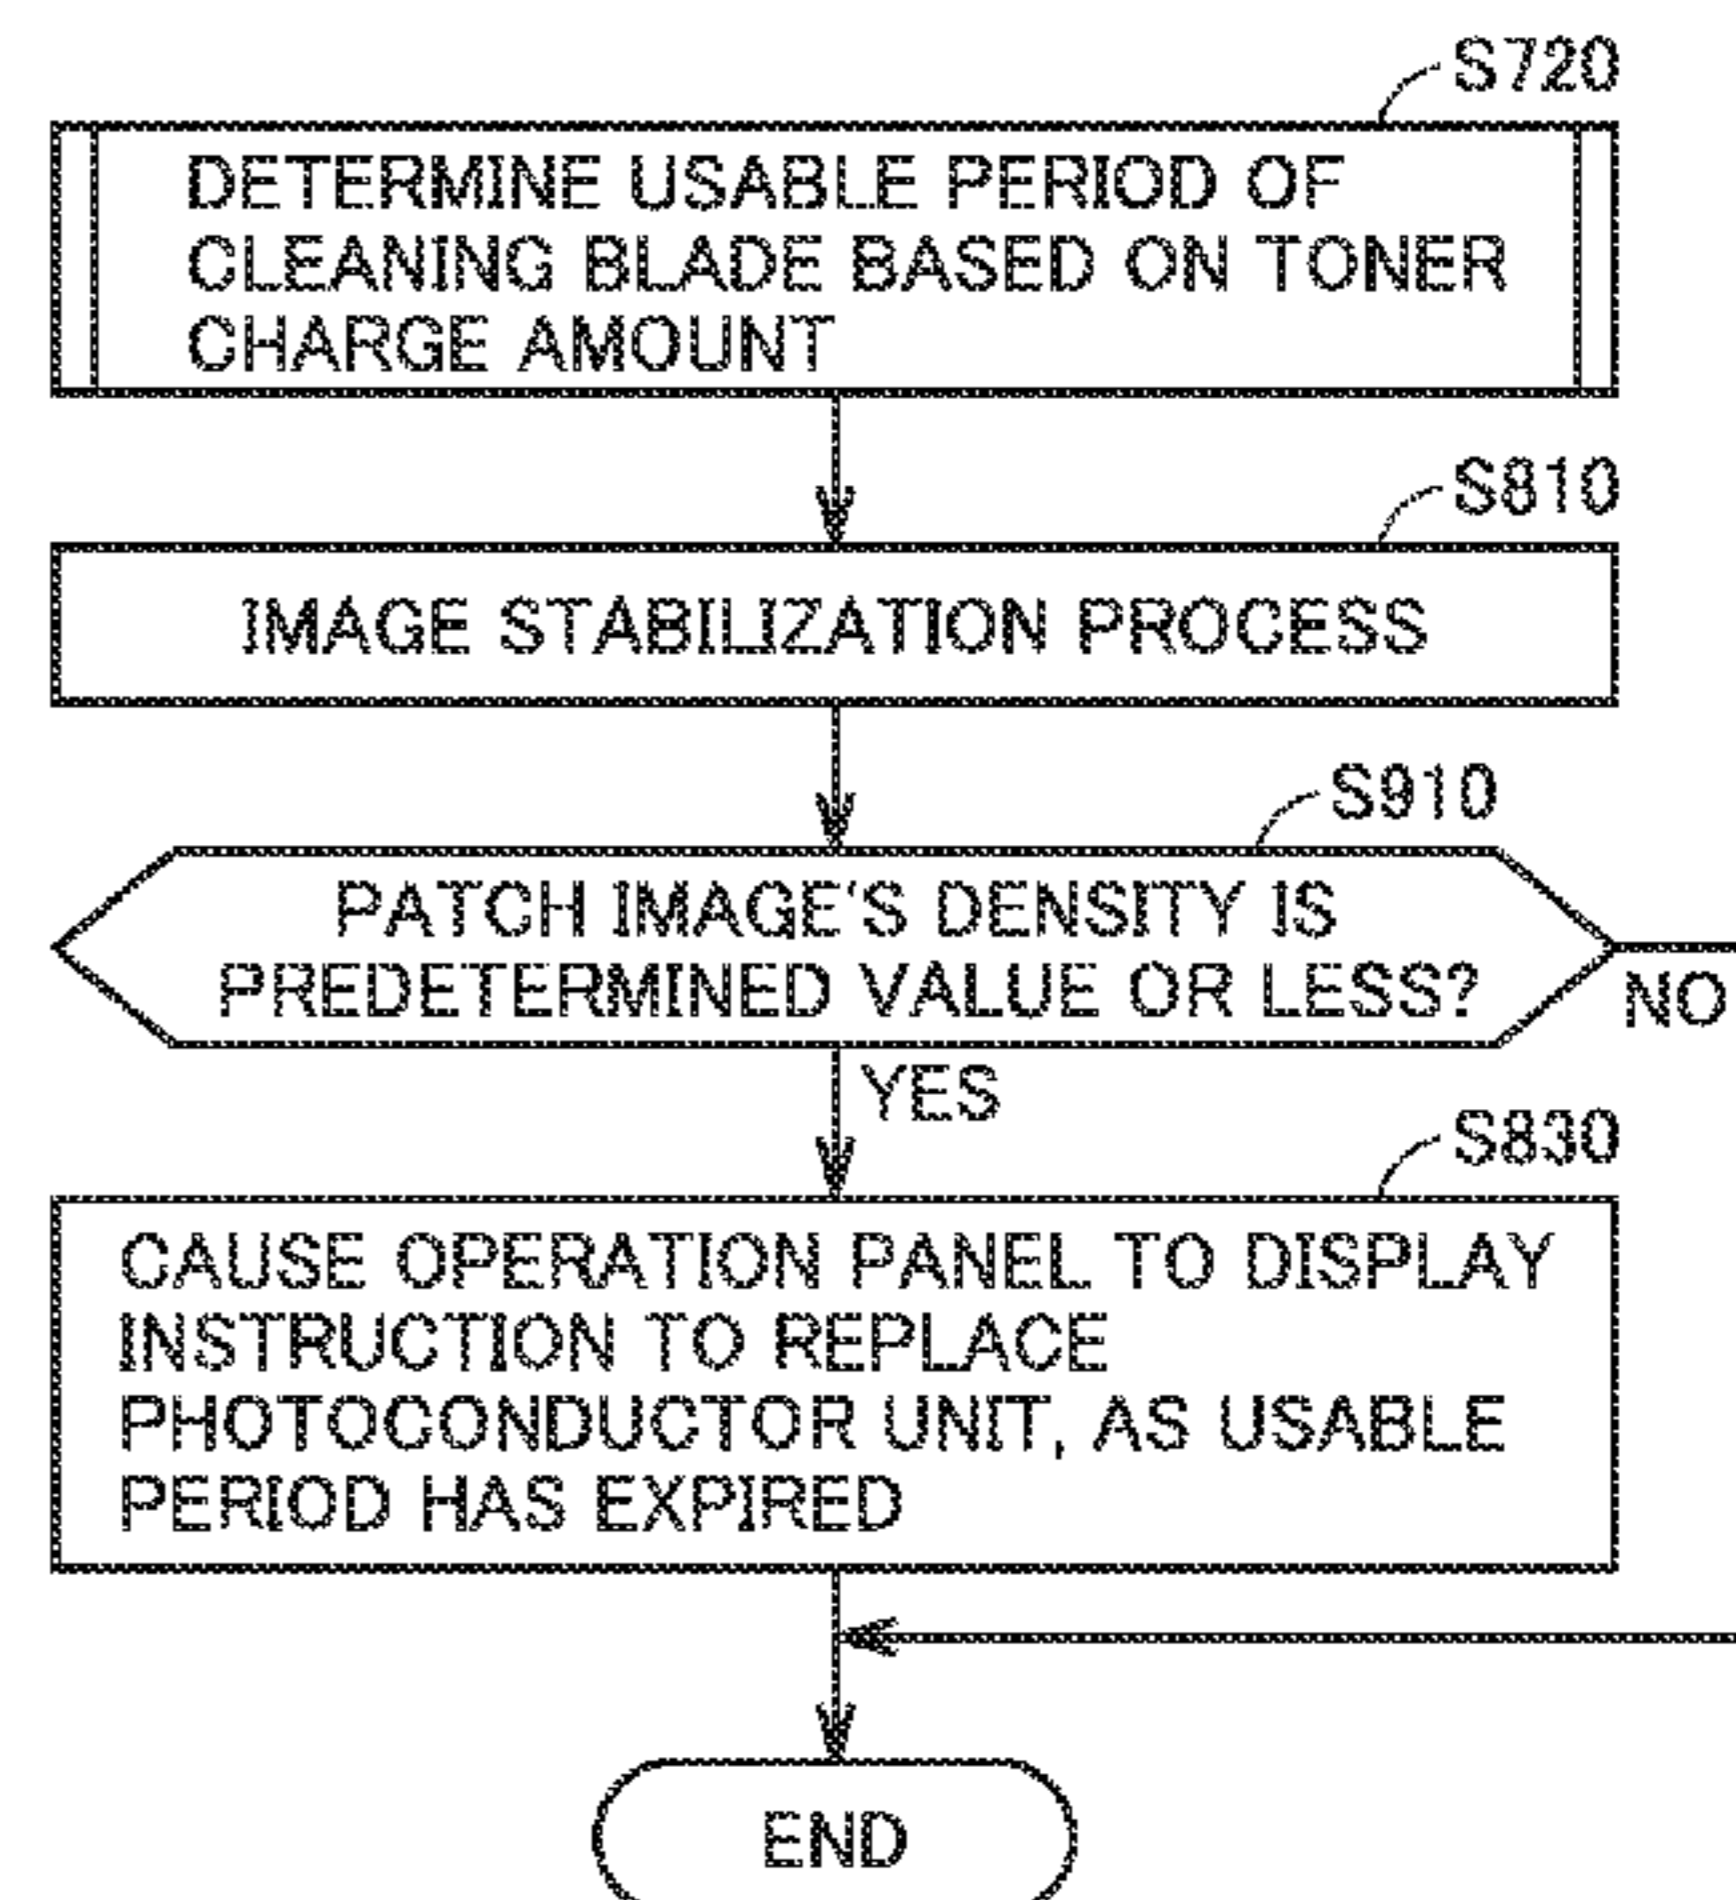 S720
DETERMINE USABLE PERIOD OF
CLEANING BLADE BASED ON TONER
CHARGE AMOUNT
S810
IMAGE STABILIZATION PROCESS
S910
PATCH IMAGE'S DENSITY IS
PREDETERMINED VALUE OR LESS?
NO
YES
S830
CAUSE OPERATION PANEL TO DISPLAY
INSTRUCTION TO REPLACE
PHOTOCONDUCTOR UNIT, AS USABLE
PERIOD HAS EXPIRED
END